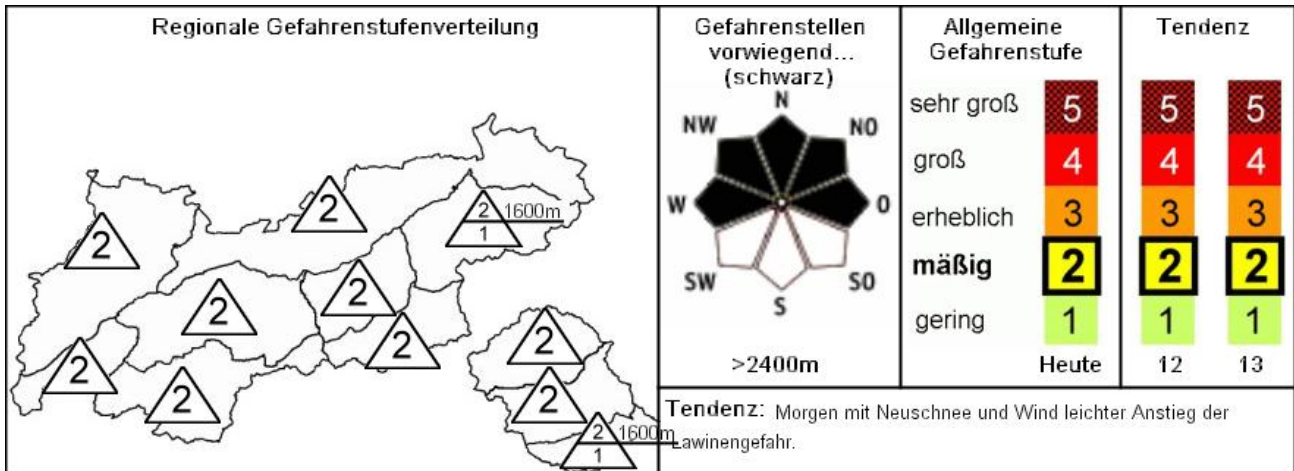 Regionale Gefahrenstufenverteilung
2
2
2
1
1600m
2
2
2
2
2
2
2
2
1
1600m
Gefahrenstellen
vorwiegend...
(schwarz)
N
NW
NO
W
O
SW
SO
S
>2400m
Allgemeine
Gefahrenstufe
sehr groß
5
groß
4
erheblich
3
mäßig
2
gering
1
Heute
Tendenz
5 5
4 4
3 3
2 2
1 1
12 13
Tendenz: Morgen mit Neuschnee und Wind leichter Anstieg der
Lawinengefahr.